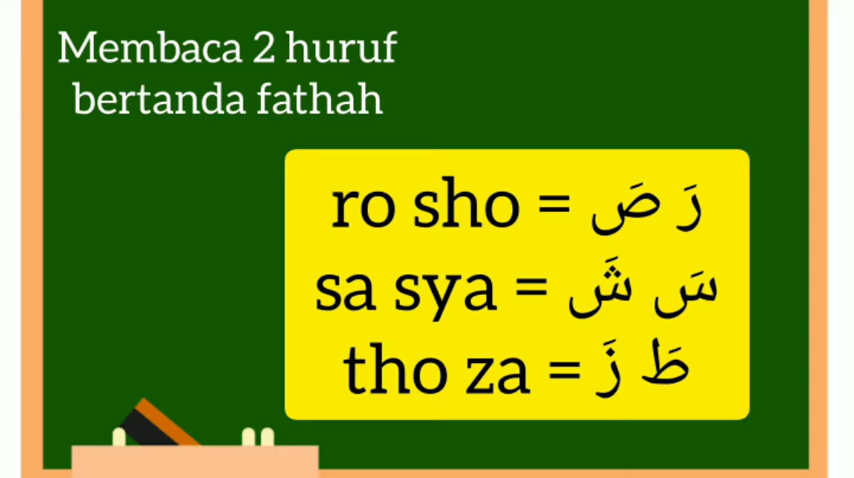 Membaca 2 huruf
bertanda fathah
ro sho = رَ صَ
sa sya = سَ شَ
tho za = طَ زَ